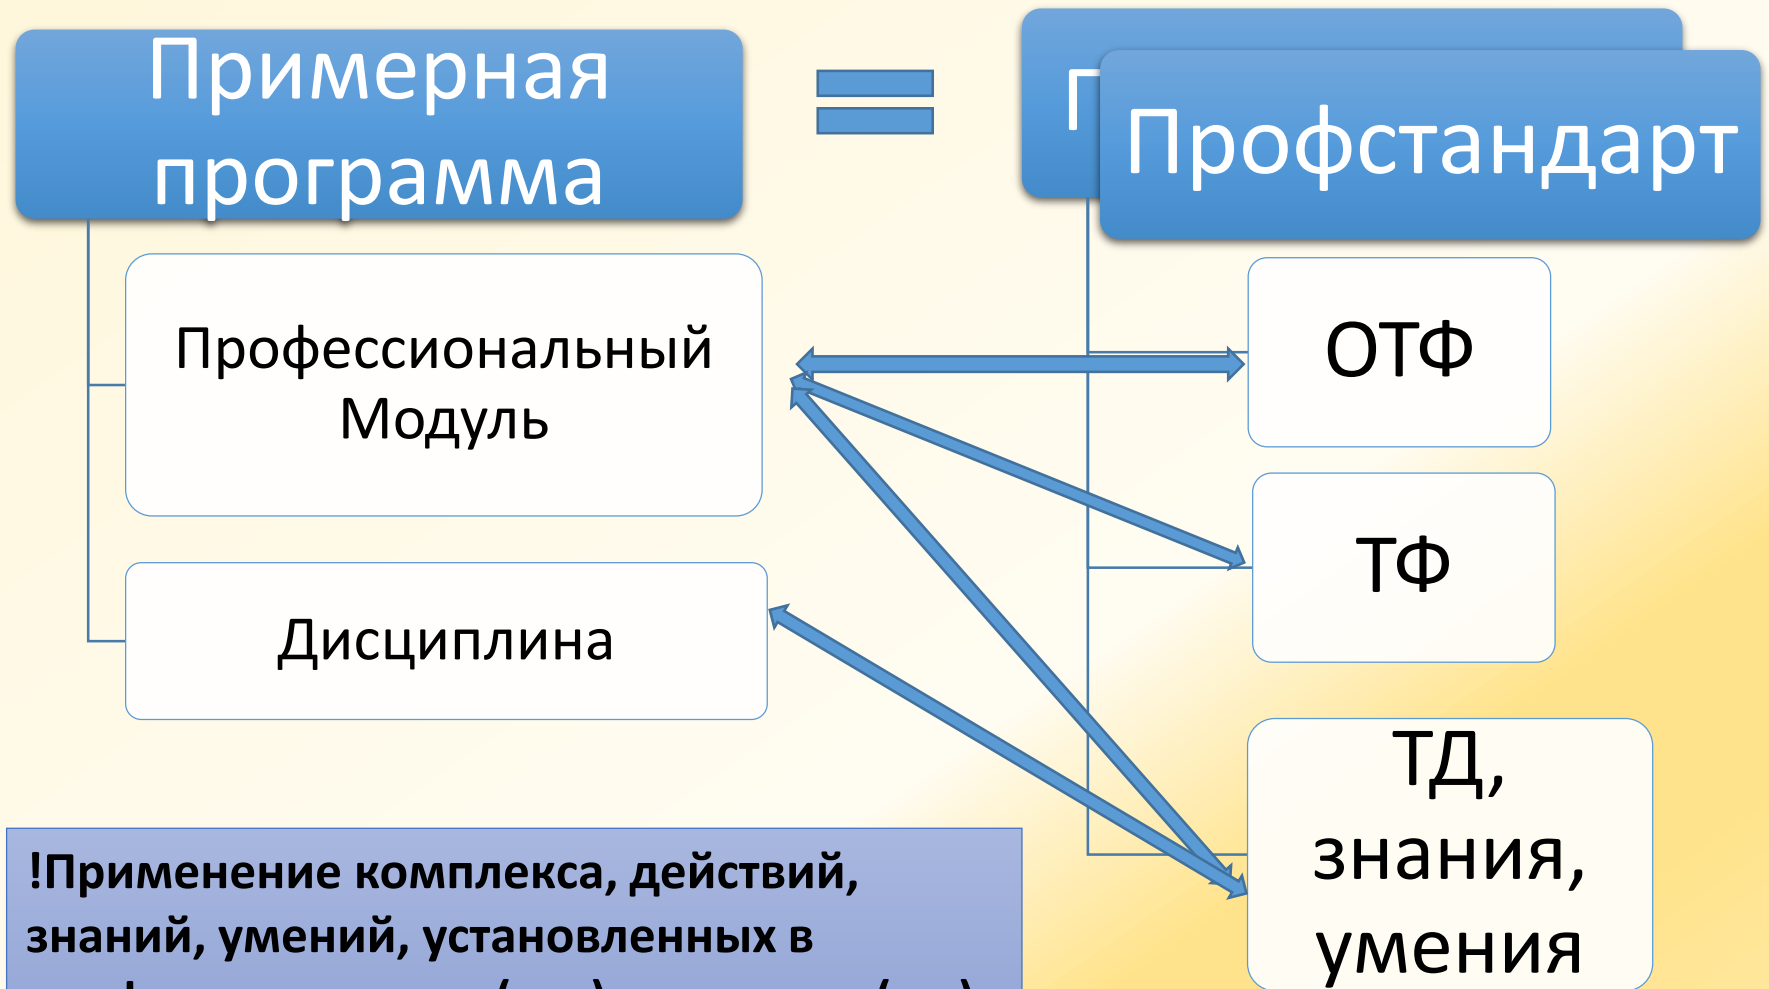 Примерная
программа
П
Профстандарт
Профессиональный
Модуль
Дисциплина
ОТФ
ТФ
ТД,
знания,
умения
!Применение комплекса, действий,
знаний, умений, установленных в